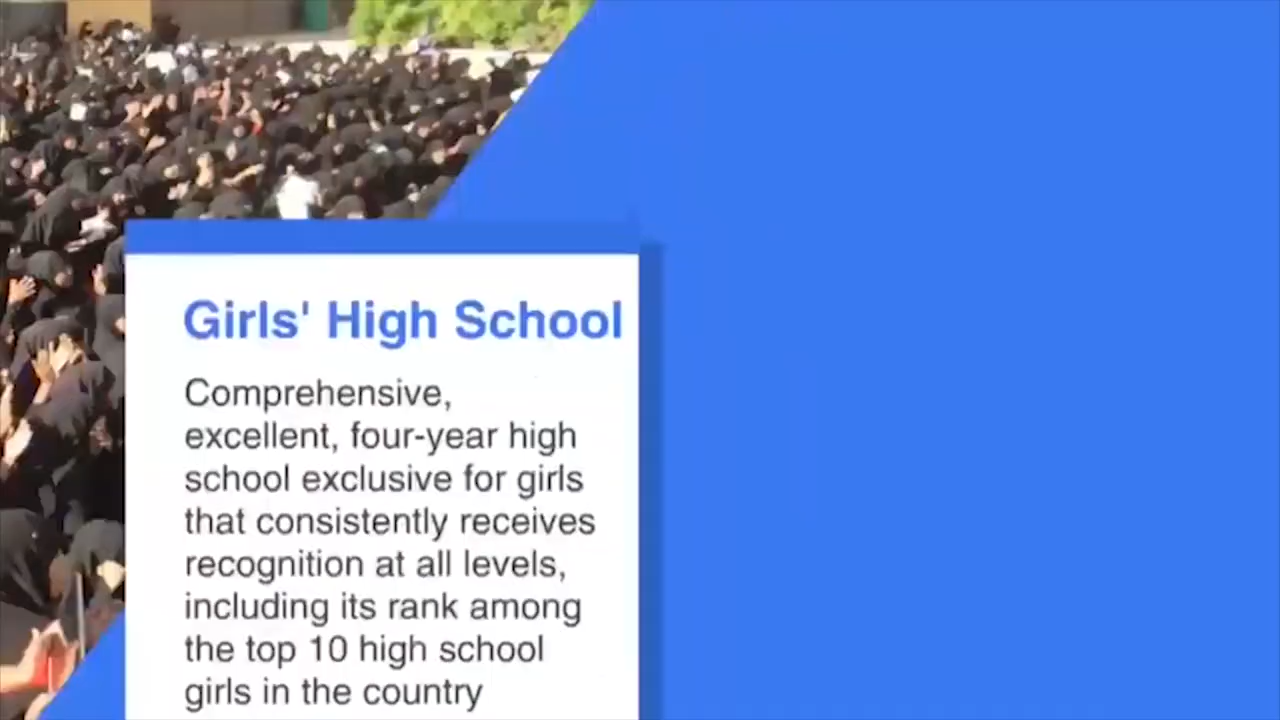 Girls' High School
Comprehensive,
excellent, four-year high
school exclusive for girls
that consistently receives
recognition at all levels,
including its rank among
the top 10 high school
girls in the country